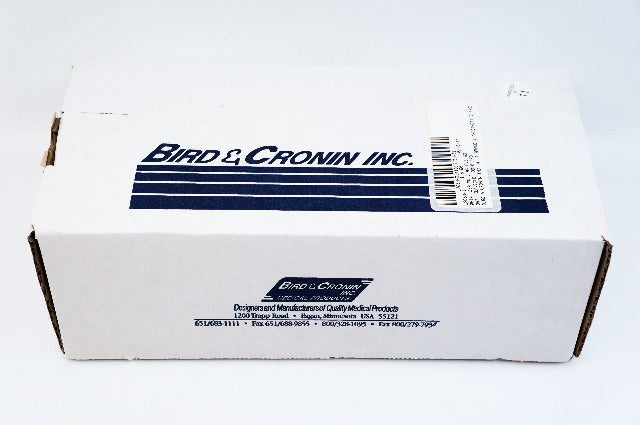 BIRD & CRONIN INC.
BIRD & CRONIN
INC
MEDICAL PRODUCTS
Designers and Manufacturers of Quality Medical Products
1200 Trapp Road • Eagan, Minnesota USA 55121
651/683-1111 • Fax 651/688-9855 • 800/328-1095 • Fax 800/279-7957